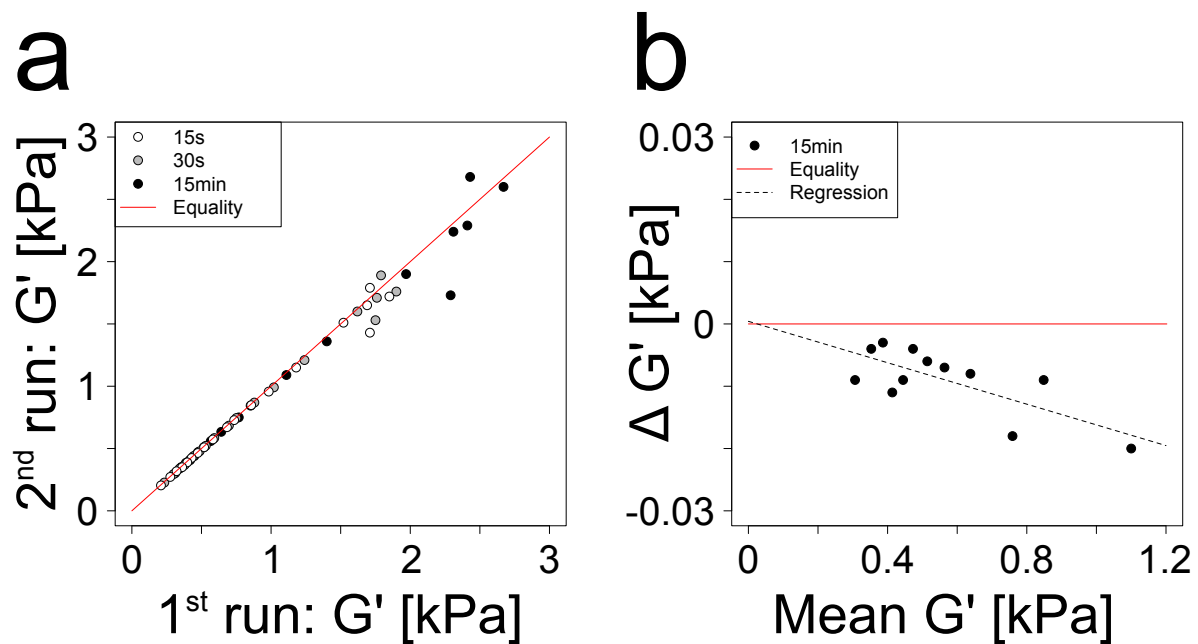 a
15s
30s
15min
Equality
3
2
1
0
2nd run: G' [kPa]
0 1 2 3
1st run: G' [kPa]
b
15min
Equality
Regression
0.03
0
-0.03
Δ G' [kPa]
0 0.4 0.8 1.2
Mean G' [kPa]